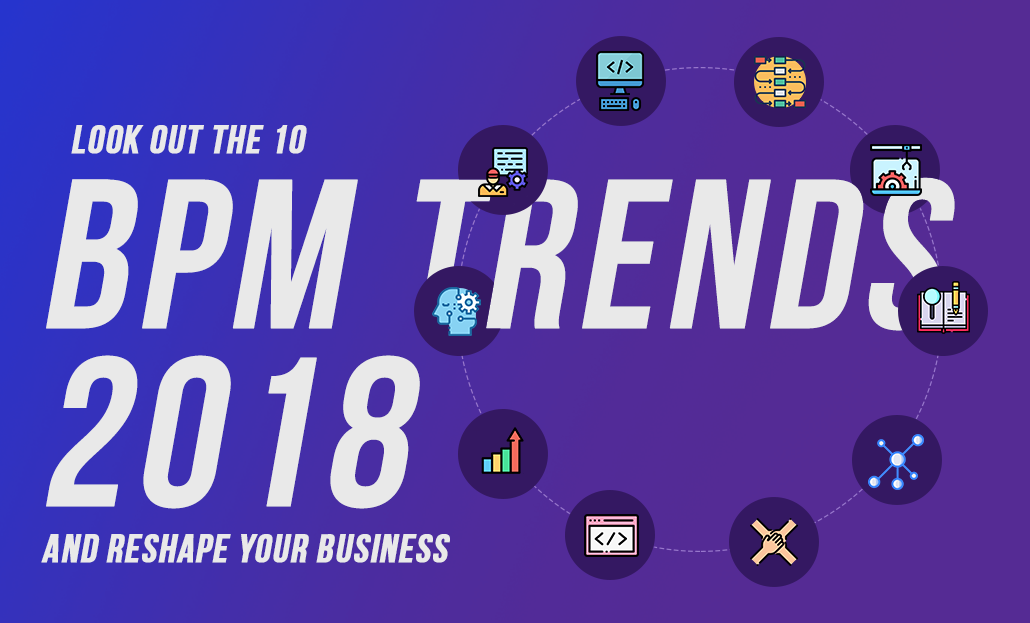 LOOK OUT THE 10
BPM TRENDS
2018
AND RESHAPE YOUR BUSINESS
</>
</>